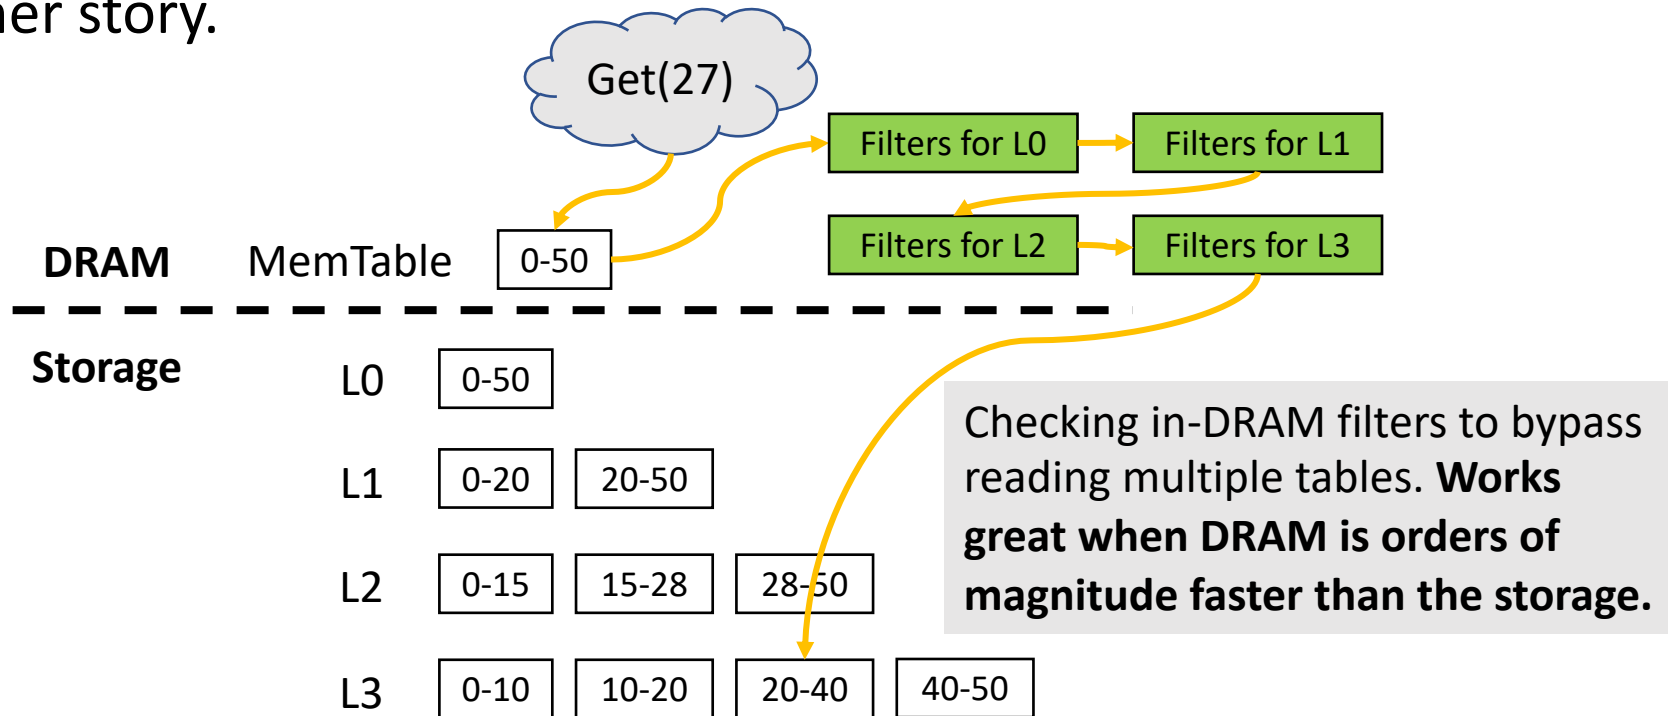 her story.
Get(27)
Filters for L0
Filters for L1
Filters for L2
Filters for L3
DRAM
MemTable
0-50
Storage
L0
0-50
L1
0-20
20-50
L2
0-15
15-28
28-50
L3
0-10
10-20
20-40
40-50
Checking in-DRAM filters to bypass
reading multiple tables. Works
great when DRAM is orders of
magnitude faster than the storage.